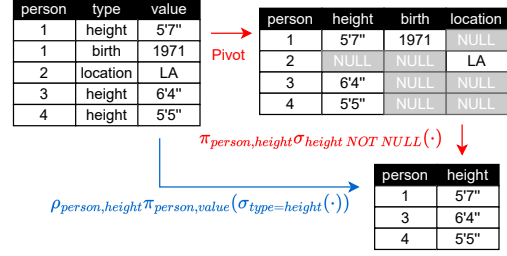 person type height value
1 height 5'7"
1 birth 1971
2 location LA
3 height 6'4"
4 height 5'5"
Pivot
person height birth location
1 5'7" 1971 NULL
2 NULL NULL LA
3 6'4" NULL NULL
4 5'5" NULL NULL
π_{person,height}σ_{height NOT NULL}(·)
ρ_{person,height}π_{person,value}(σ_{type=height}(·))
person height
1 5'7"
3 6'4"
4 5'5"